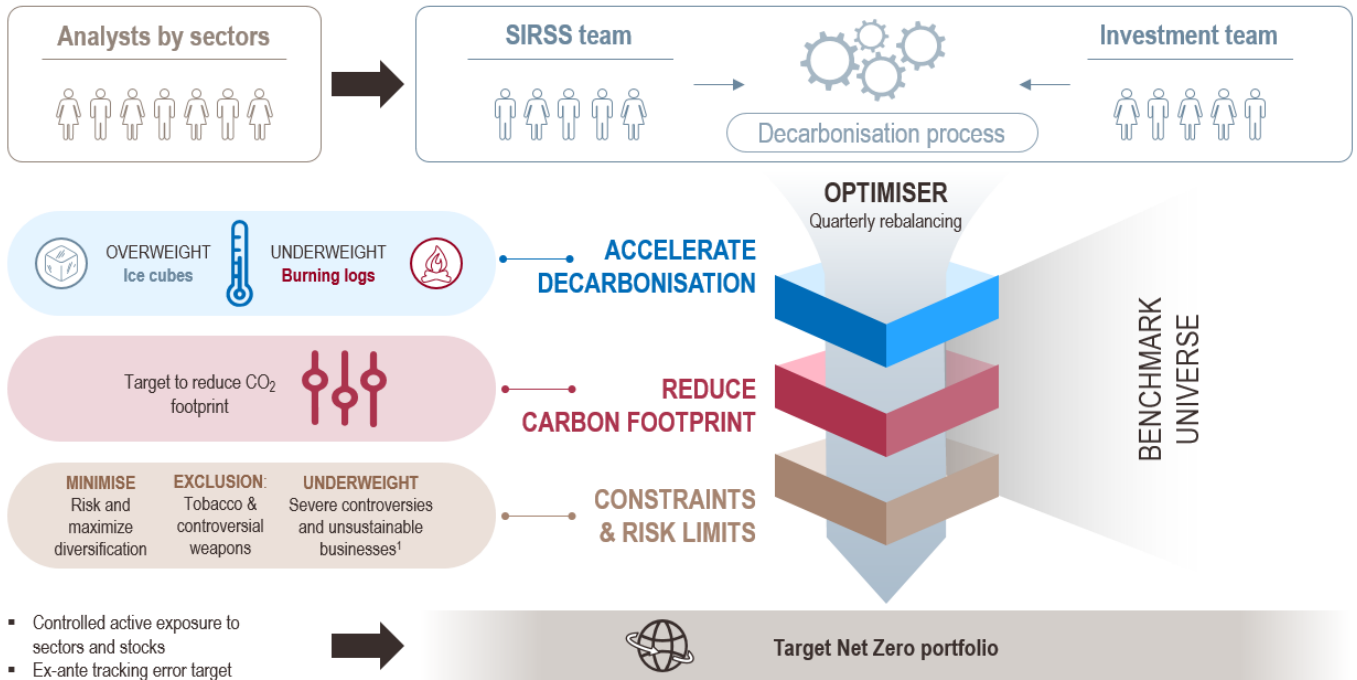 Analysts by sectors
SIRSS team
Investment team
Decarbonisation process
OPTIMISER
Quarterly rebalancing
OVERWEIGHT
Ice cubes
UNDERWEIGHT
Burning logs
ACCELERATE
DECARBONISATION
Target to reduce CO₂
footprint
REDUCE
CARBON FOOTPRINT
MINIMISE
Risk and
maximize
diversification
EXCLUSION:
Tobacco &
controversial
weapons
UNDERWEIGHT
Severe controversies
and unsustainable
businesses¹
CONSTRAINTS
& RISK LIMITS
BENCHMARK
UNIVERSE
▪ Controlled active exposure to
sectors and stocks
▪ Ex-ante tracking error target
Target Net Zero portfolio